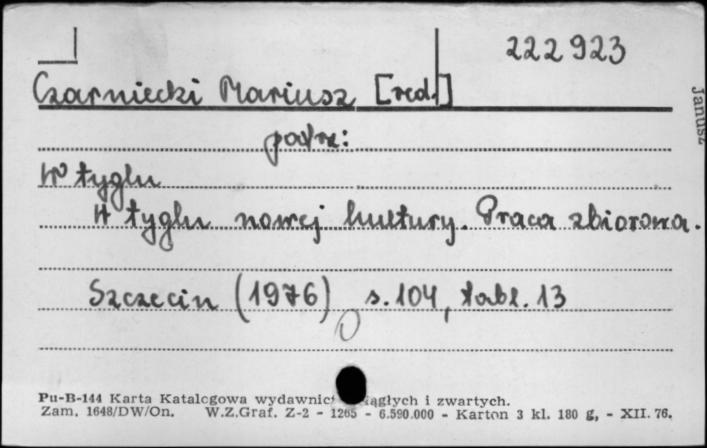 222 923
Czarniecki Mariusz [red.]
patrz:
W tyglu
W tyglu nowej kultury. Praca zbiorowa.
Szczecin (1976) s. 104, tabl. 13
Pu-B-144 Karta Katalogowa wydawnict ciągłych i zwartych.
Zam. 1648/DW/On. W.Z.Graf. Z-2 - 1265 - 6.590.000 - Karton 3 kl. 180 g, - XII. 76.
Janusz